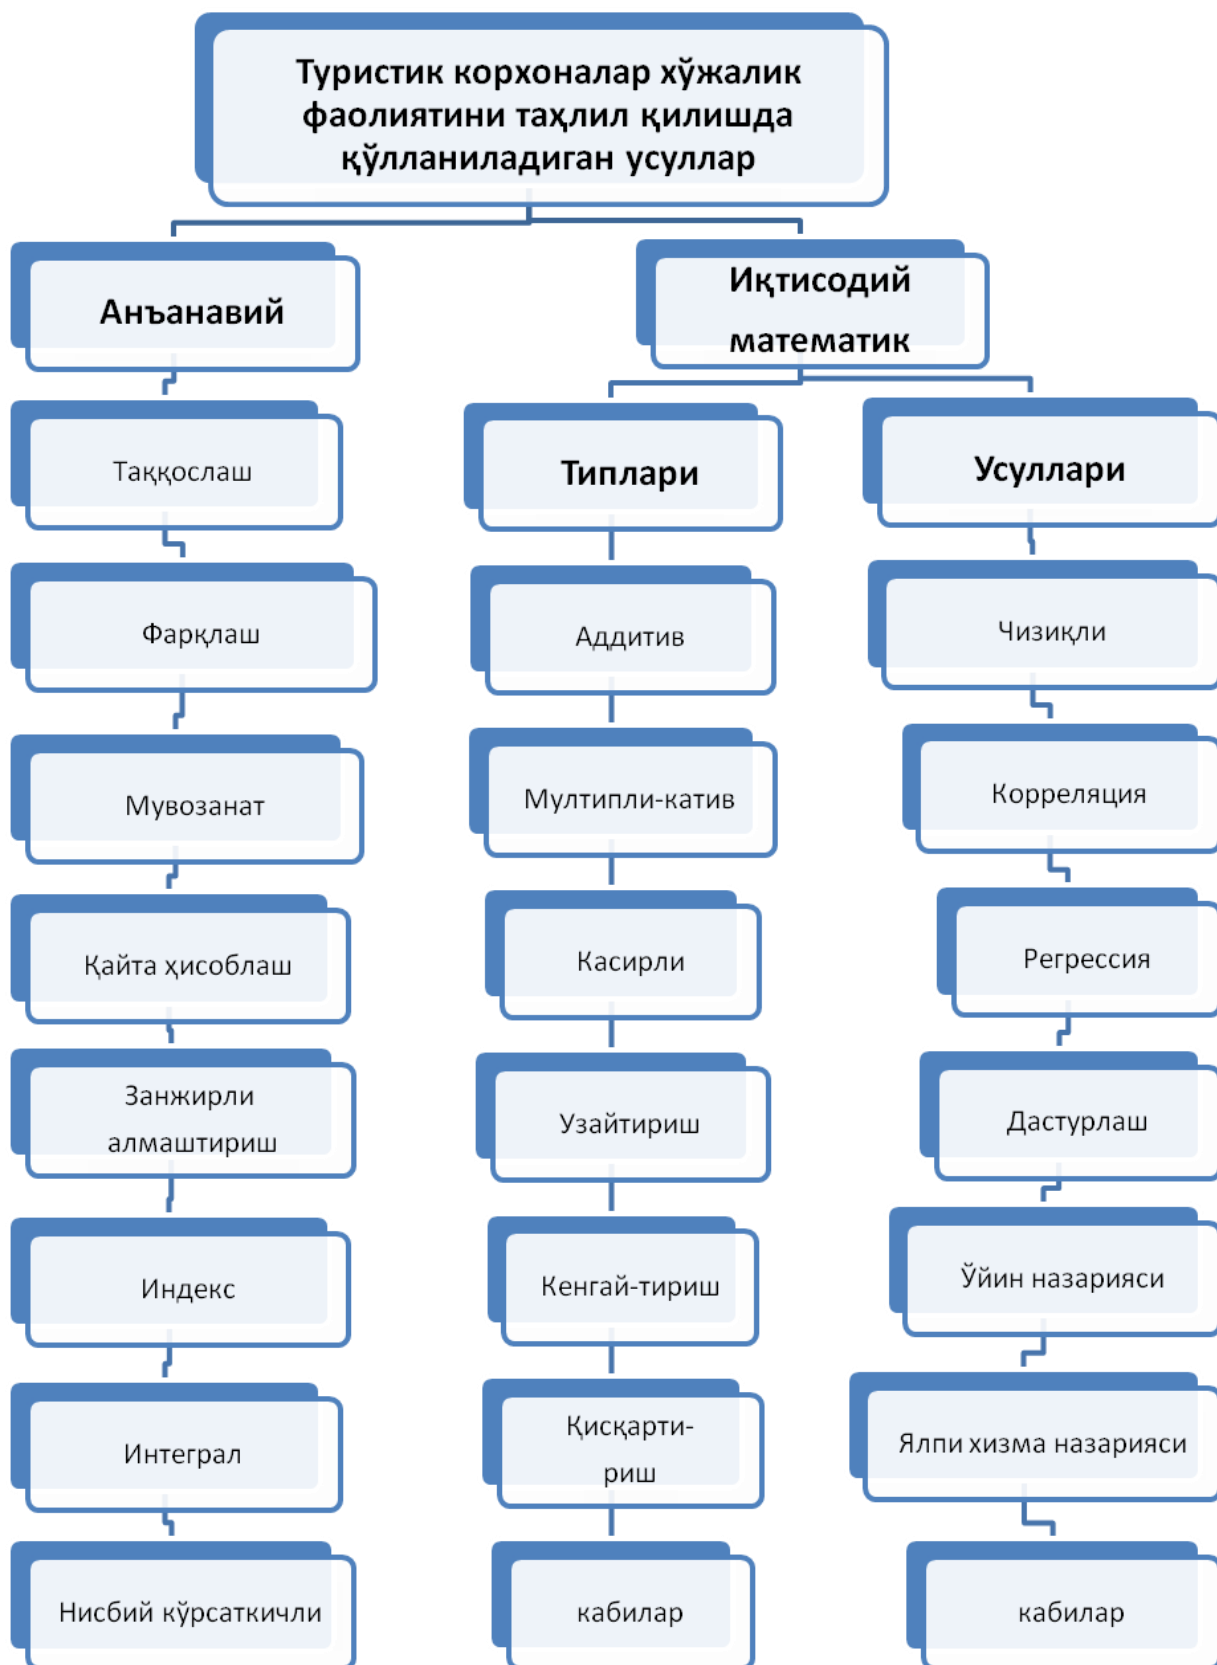 Туристик корхоналар хўжалик
фаолиятини таҳлил қилишда
қўлланиладиган усуллар
Анъанавий
Таққослаш
Фарқлаш
Мувозанат
Қайта ҳисоблаш
Занжирли
алмаштириш
Индекс
Интеграл
Нисбий кўрсаткичли
Иқтисодий
математик
Типлари
Аддитив
Мултипли-катив
Касирли
Узайтириш
Кенгай-тириш
Қисқарти-
риш
кабилар
Усуллари
Чизиқли
Корреляция
Регрессия
Дастурлаш
Ўйин назарияси
Ялпи хизма назарияси
кабилар